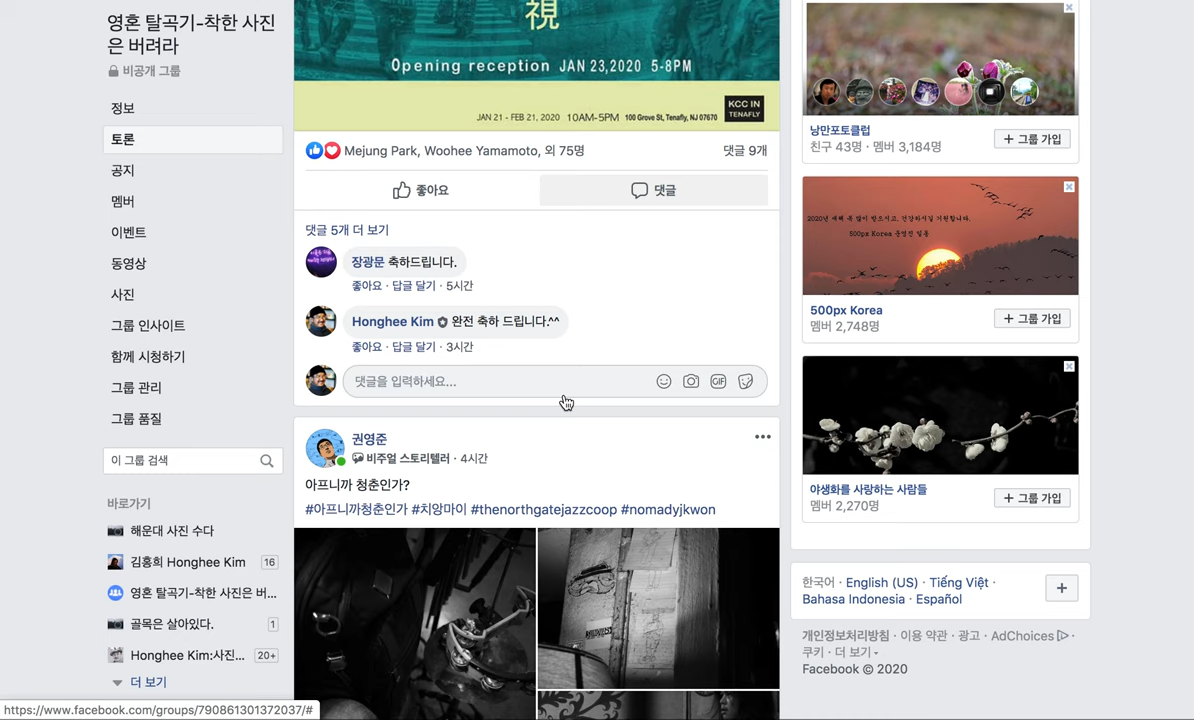 영혼 탈곡기-착한 사진
은 버려라
비공개 그룹
정보
토론
공지
멤버
이벤트
동영상
사진
그룹 인사이트
함께 시청하기
그룹 관리
그룹 품질
이 그룹 검색
바로가기
해운대 사진 수다
김홍희 Honghee Kim 16
영혼 탈곡기-착한 사진은 버...
골목은 살아있다. 1
Honghee Kim:사진... 20+
더 보기
https://www.facebook.com/groups/790861301372037/#
視
Opening reception JAN 23,2020 5-8PM
KCC IN
TENAFLY
JAN 21 - FEB 21, 2020 10AM-5PM 100 Grove St, Tenafly, NJ 07670
Mejung Park, Woohee Yamamoto, 외 75명
댓글 9개
좋아요
댓글
댓글 5개 더 보기
장광문 축하드립니다.
좋아요 · 답글 달기 · 5시간
Honghee Kim 완전 축하 드립니다.^^
좋아요 · 답글 달기 · 3시간
댓글을 입력하세요...
GIF
권영준
비주얼 스토리텔러 · 4시간
아프니까 청춘인가?
#아프니까청춘인가 #치앙마이 #thenorthgatejazzcoop #nomadyjkwon
낭만포토클럽
친구 43명 · 멤버 3,184명
+ 그룹 가입
2020년 새해 복 많이 받으시고, 건강하시길 기원합니다.
500px Korea
500px Korea
멤버 2,748명
+ 그룹 가입
야생화를 사랑하는 사람들
멤버 2,270명
+ 그룹 가입
한국어 · English (US) · Tiếng Việt ·
Bahasa Indonesia · Español
개인정보처리방침 · 이용 약관 · 광고 · AdChoices ·
쿠키 · 더 보기
Facebook © 2020